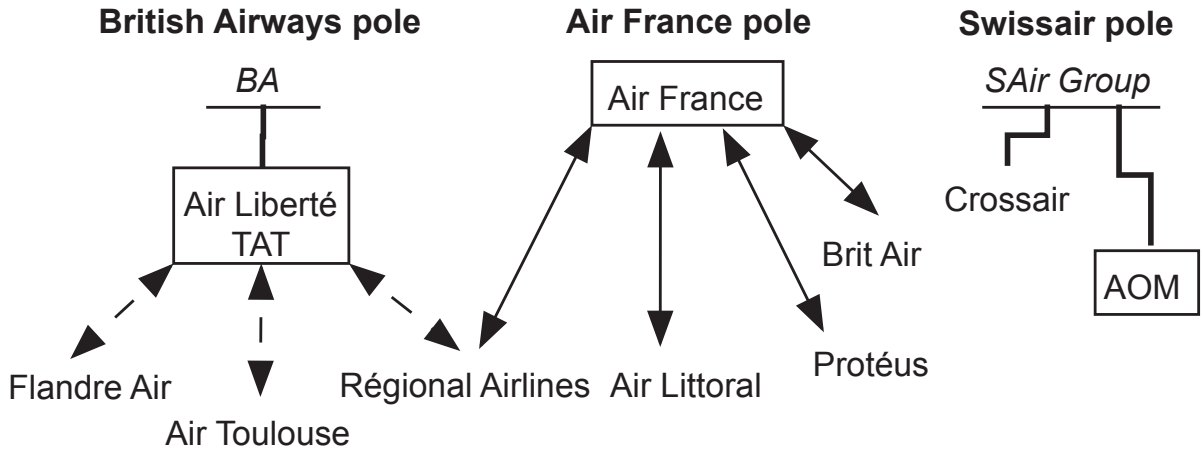 British Airways pole
Air France pole
Swissair pole
BA
Air France
SAir Group
Air Liberté
TAT
Crossair
Brit Air
AOM
Flandre Air
Régional Airlines
Air Littoral
Protéus
Air Toulouse